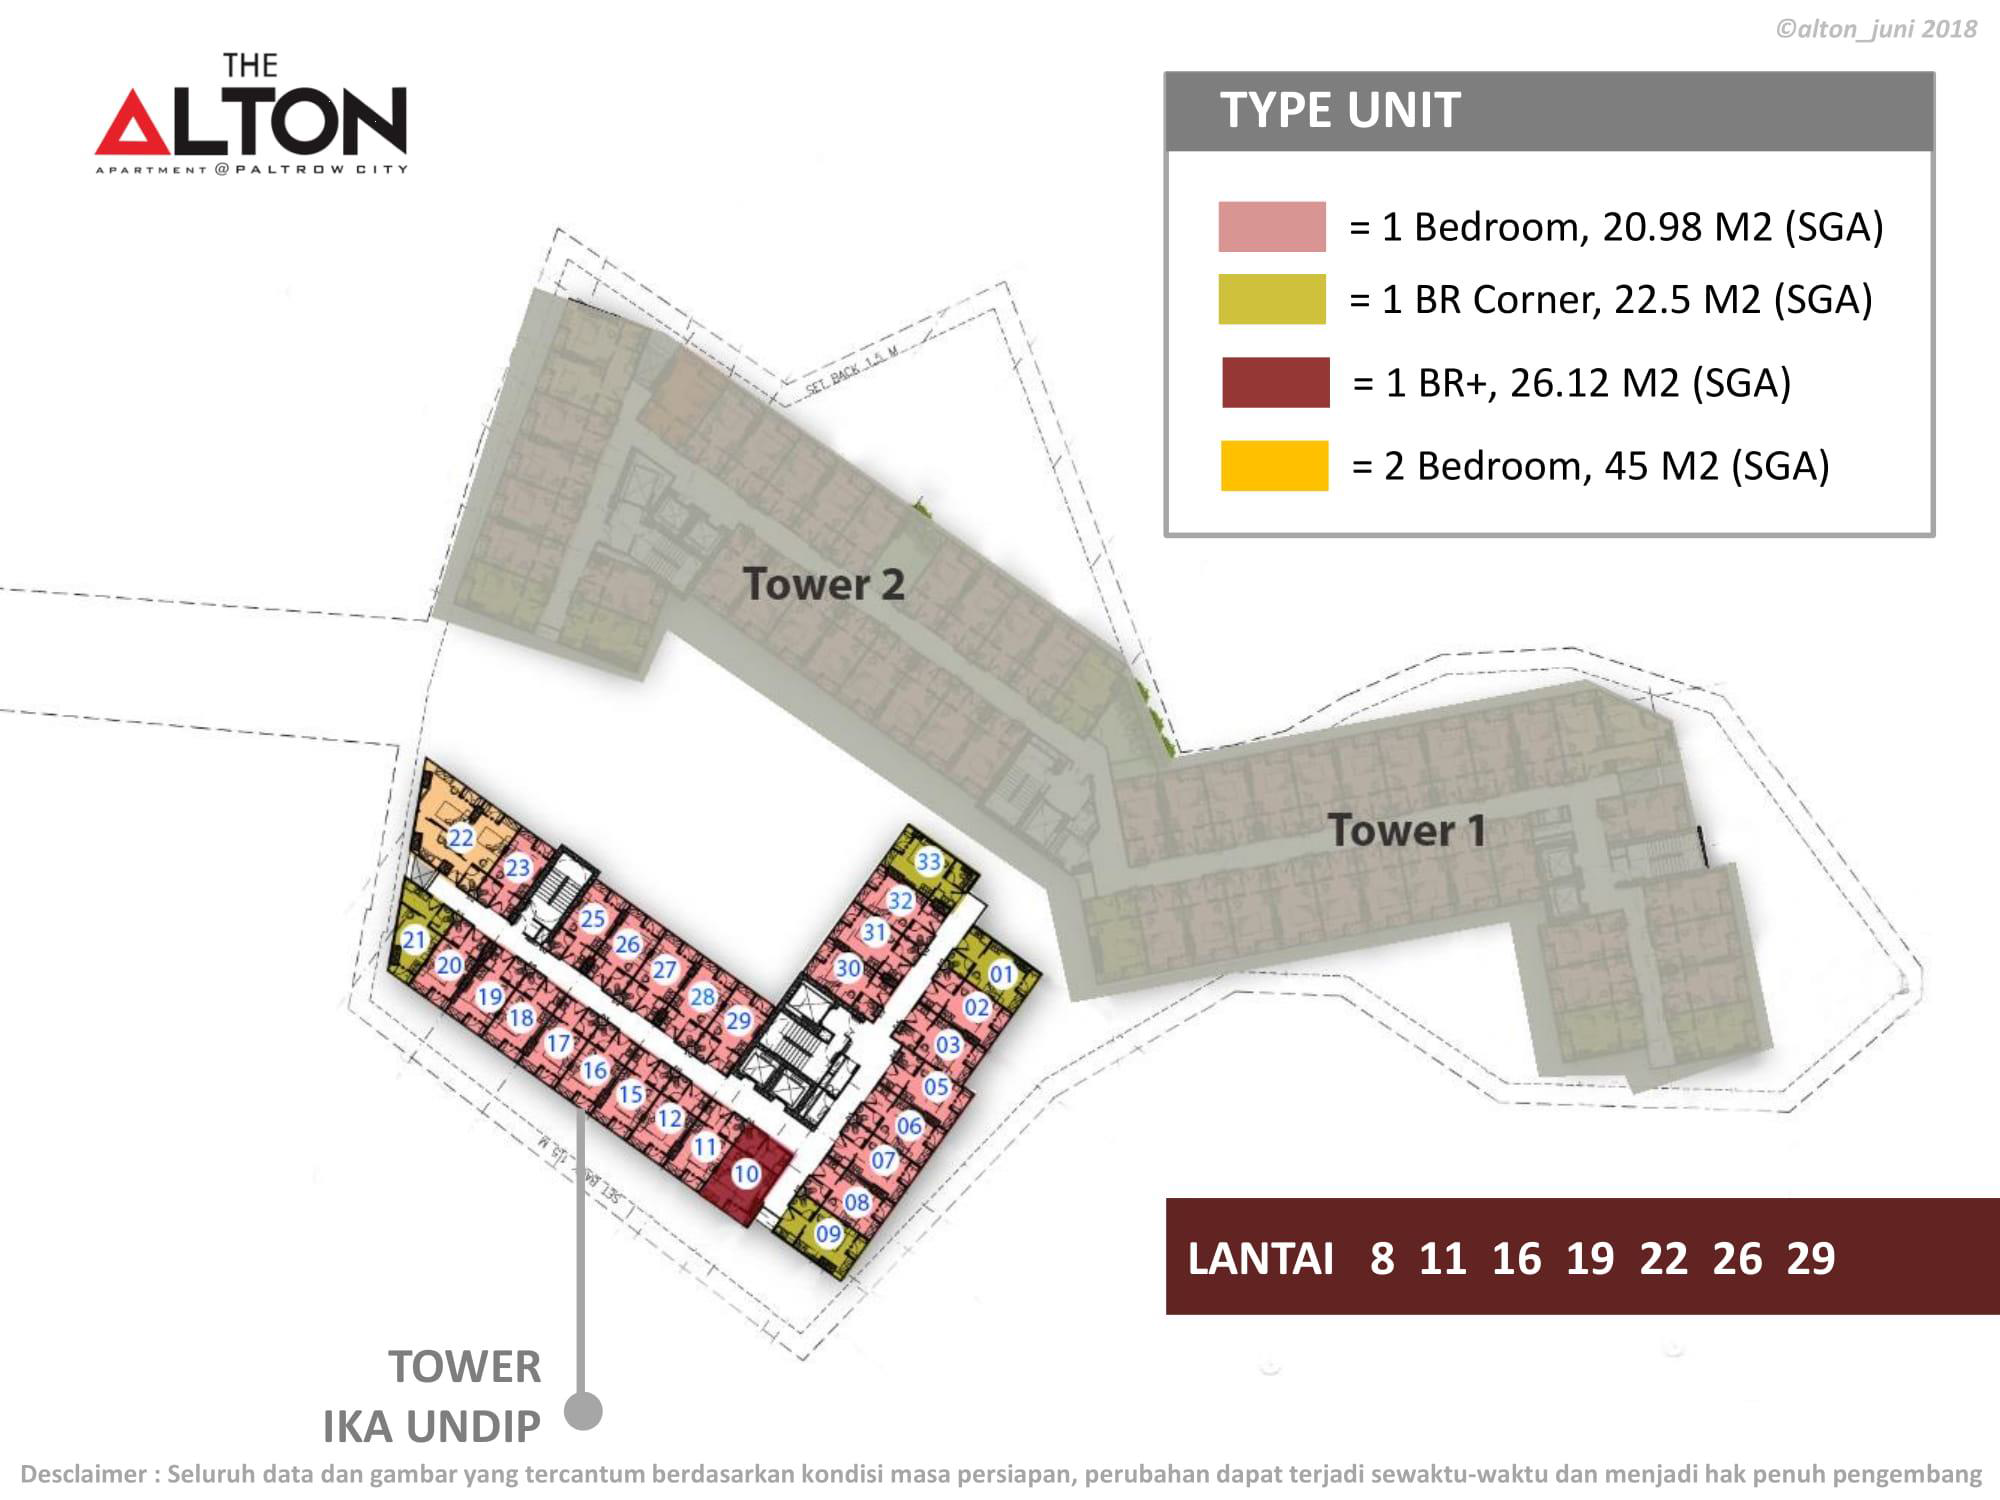 ©alton_juni 2018
THE
ALTON
APARTMENT @ PALTROW CITY
TYPE UNIT
= 1 Bedroom, 20.98 M2 (SGA)
= 1 BR Corner, 22.5 M2 (SGA)
= 1 BR+, 26.12 M2 (SGA)
= 2 Bedroom, 45 M2 (SGA)
SET BACK 1.5 M
Tower 2
Tower 1
22
23
25
26
27
28
29
33
32
31
30
01
02
03
05
06
07
08
09
21
20
19
18
17
16
15
12
11
10
SET BACK 1.5 M
LANTAI 8 11 16 19 22 26 29
TOWER
IKA UNDIP
Desclaimer : Seluruh data dan gambar yang tercantum berdasarkan kondisi masa persiapan, perubahan dapat terjadi sewaktu-waktu dan menjadi hak penuh pengembang